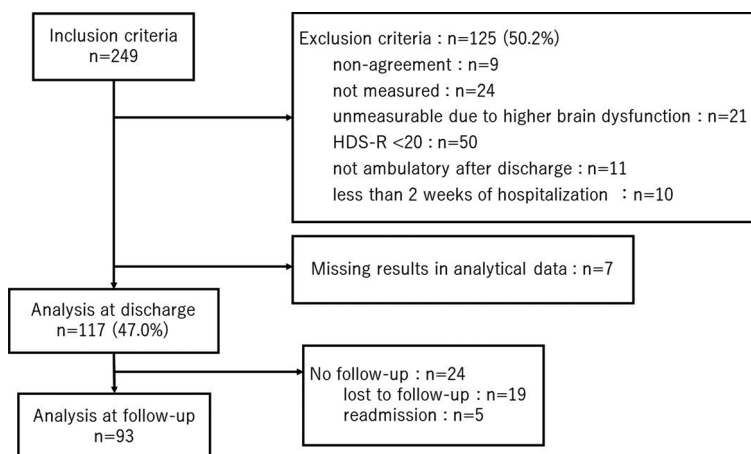 Inclusion criteria
n=249
Exclusion criteria : n=125 (50.2%)
non-agreement : n=9
not measured : n=24
unmeasurable due to higher brain dysfunction : n=21
HDS-R <20 : n=50
not ambulatory after discharge : n=11
less than 2 weeks of hospitalization : n=10
Missing results in analytical data : n=7
Analysis at discharge
n=117 (47.0%)
No follow-up : n=24
lost to follow-up : n=19
readmission : n=5
Analysis at follow-up
n=93